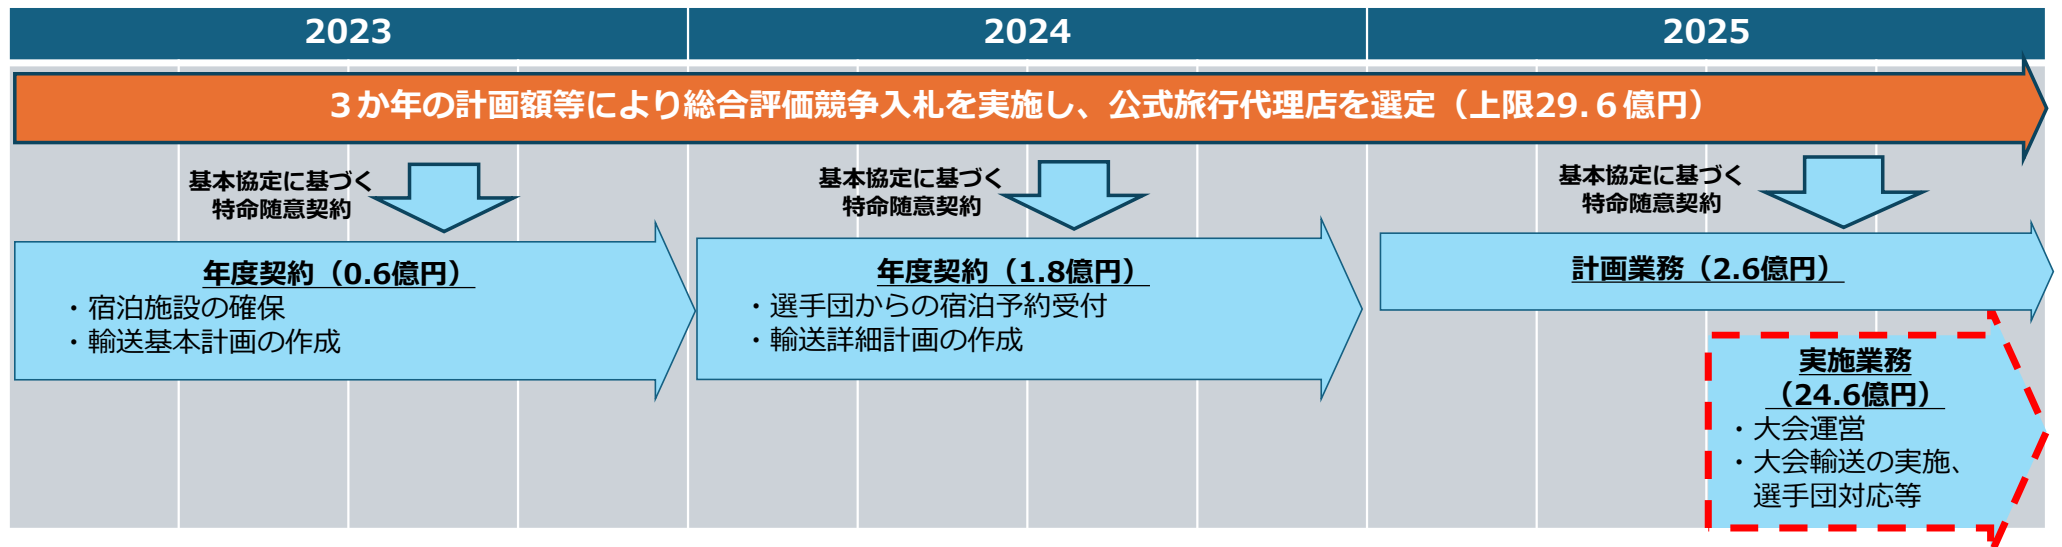 2023
2024
2025
３か年の計画額等により総合評価競争入札を実施し、公式旅行代理店を選定（上限29.６億円）
基本協定に基づく
特命随意契約
基本協定に基づく
特命随意契約
基本協定に基づく
特命随意契約
年度契約（0.6億円）
・宿泊施設の確保
・輸送基本計画の作成
年度契約（1.8億円）
・選手団からの宿泊予約受付
・輸送詳細計画の作成
計画業務（2.6億円）
実施業務
（24.6億円）
・大会運営
・大会輸送の実施、
選手団対応等